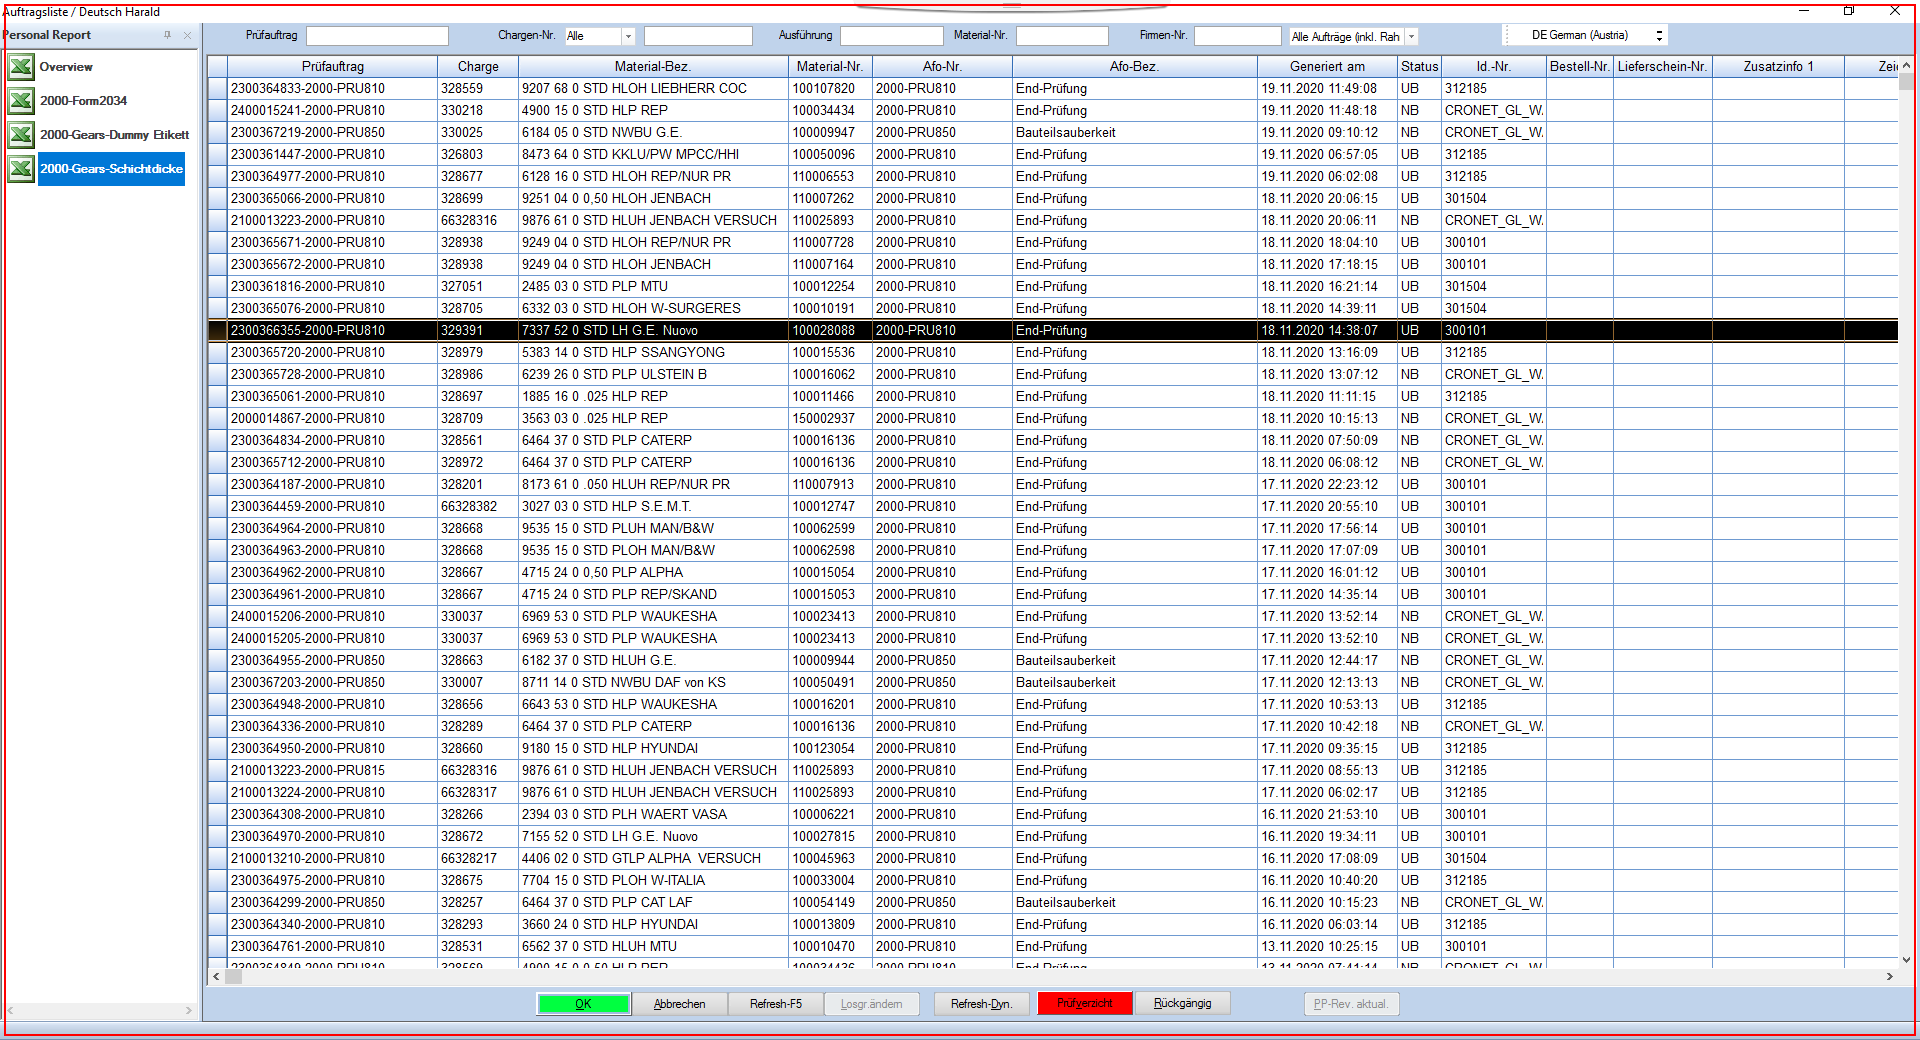 Auftragsliste / Deutsch Harald
Personal Report
Overview
2000-Form2034
2000-Gears-Dummy Etikett
2000-Gears-Schichtdicke
Prüfauftrag Chargen-Nr. Alle Ausführung Material-Nr. Firmen-Nr. Alle Aufträge (inkl. Rah DE German (Austria)
Prüfauftrag Charge Material-Bez. Material-Nr. Afo-Nr. Afo-Bez. Generiert am Status Id.-Nr. Bestell-Nr. Lieferschein-Nr. Zusatzinfo 1 Zei
2300364833-2000-PRU810 328559 9207 68 0 STD HLOH LIEBHERR COC 100107820 2000-PRU810 End-Prüfung 19.11.2020 11:49:08 UB 312185
2400015241-2000-PRU810 330218 4900 15 0 STD HLP REP 100034434 2000-PRU810 End-Prüfung 19.11.2020 11:48:18 NB CRONET_GL_W.
2300367219-2000-PRU850 330025 6184 05 0 STD NWBU G.E. 100009947 2000-PRU850 Bauteilsauberkeit 19.11.2020 09:10:12 NB CRONET_GL_W.
2300361447-2000-PRU810 326803 8473 64 0 STD KKLU/PW MPCC/HHI 100050096 2000-PRU810 End-Prüfung 19.11.2020 06:57:05 UB 312185
2300364977-2000-PRU810 328677 6128 16 0 STD HLOH REP/NUR PR 110006553 2000-PRU810 End-Prüfung 19.11.2020 06:02:08 UB 312185
2300365066-2000-PRU810 328699 9251 04 0 0,50 HLOH JENBACH 110007262 2000-PRU810 End-Prüfung 18.11.2020 20:06:15 UB 301504
2100013223-2000-PRU810 66328316 9876 61 0 STD HLUH JENBACH VERSUCH 110025893 2000-PRU810 End-Prüfung 18.11.2020 20:06:11 NB CRONET_GL_W.
2300365671-2000-PRU810 328938 9249 04 0 STD HLOH REP/NUR PR 110007728 2000-PRU810 End-Prüfung 18.11.2020 18:04:10 UB 300101
2300365672-2000-PRU810 328938 9249 04 0 STD HLOH JENBACH 110007164 2000-PRU810 End-Prüfung 18.11.2020 17:18:15 UB 300101
2300361816-2000-PRU810 327051 2485 03 0 STD PLP MTU 100012254 2000-PRU810 End-Prüfung 18.11.2020 16:21:14 UB 301504
2300365076-2000-PRU810 328705 6332 03 0 STD HLOH W-SURGERES 100010191 2000-PRU810 End-Prüfung 18.11.2020 14:39:11 UB 301504
2300366355-2000-PRU810 329391 7337 52 0 STD LH G.E. Nuovo 100028088 2000-PRU810 End-Prüfung 18.11.2020 14:38:07 UB 300101
2300365720-2000-PRU810 328979 5383 14 0 STD HLP SSANGYONG 100015536 2000-PRU810 End-Prüfung 18.11.2020 13:16:09 UB 312185
2300365728-2000-PRU810 328986 6239 26 0 STD PLP ULSTEIN B 100016062 2000-PRU810 End-Prüfung 18.11.2020 13:07:12 NB CRONET_GL_W.
2300365061-2000-PRU810 328697 1885 16 0 .025 HLP REP 100011466 2000-PRU810 End-Prüfung 18.11.2020 11:11:15 UB 312185
2000014867-2000-PRU810 328709 3563 03 0 .025 HLP REP 150002937 2000-PRU810 End-Prüfung 18.11.2020 10:15:13 NB CRONET_GL_W.
2300364834-2000-PRU810 328561 6464 37 0 STD PLP CATERP 100016136 2000-PRU810 End-Prüfung 18.11.2020 07:50:09 NB CRONET_GL_W.
2300365712-2000-PRU810 328972 6464 37 0 STD PLP CATERP 100016136 2000-PRU810 End-Prüfung 18.11.2020 06:08:12 NB CRONET_GL_W.
2300364187-2000-PRU810 328201 8173 61 0 .050 HLUH REP/NUR PR 110007913 2000-PRU810 End-Prüfung 17.11.2020 22:23:12 UB 300101
2300364459-2000-PRU810 66328382 3027 03 0 STD HLP S.E.M.T. 100012747 2000-PRU810 End-Prüfung 17.11.2020 20:55:10 UB 300101
2300364964-2000-PRU810 328668 9535 15 0 STD PLUH MAN/B&W 100062599 2000-PRU810 End-Prüfung 17.11.2020 17:56:14 UB 300101
2300364963-2000-PRU810 328668 9535 15 0 STD PLOH MAN/B&W 100062598 2000-PRU810 End-Prüfung 17.11.2020 17:07:09 UB 300101
2300364962-2000-PRU810 328667 4715 24 0 0,50 PLP ALPHA 100015054 2000-PRU810 End-Prüfung 17.11.2020 16:01:12 UB 300101
2300364961-2000-PRU810 328667 4715 24 0 STD PLP REP/SKAND 100015053 2000-PRU810 End-Prüfung 17.11.2020 14:35:14 UB 300101
2400015206-2000-PRU810 330037 6969 53 0 STD PLP WAUKESHA 100023413 2000-PRU810 End-Prüfung 17.11.2020 13:52:14 NB CRONET_GL_W.
2400015205-2000-PRU810 330037 6969 53 0 STD PLP WAUKESHA 100023413 2000-PRU810 End-Prüfung 17.11.2020 13:52:10 NB CRONET_GL_W.
2300364955-2000-PRU850 328663 6182 37 0 STD HLUH G.E. 100009944 2000-PRU850 Bauteilsauberkeit 17.11.2020 12:44:17 NB CRONET_GL_W.
2300367203-2000-PRU850 330007 8711 14 0 STD NWBU DAF von KS 100050491 2000-PRU850 Bauteilsauberkeit 17.11.2020 12:13:13 NB CRONET_GL_W.
2300364948-2000-PRU810 328656 6643 53 0 STD HLP WAUKESHA 100016201 2000-PRU810 End-Prüfung 17.11.2020 10:53:13 UB 312185
2300364336-2000-PRU810 328289 6464 37 0 STD PLP CATERP 100016136 2000-PRU810 End-Prüfung 17.11.2020 10:42:18 NB CRONET_GL_W.
2300364950-2000-PRU810 328660 9180 15 0 STD HLP HYUNDAI 100123054 2000-PRU810 End-Prüfung 17.11.2020 09:35:15 UB 312185
2100013223-2000-PRU815 66328316 9876 61 0 STD HLUH JENBACH VERSUCH 110025893 2000-PRU810 End-Prüfung 17.11.2020 08:55:13 UB 312185
2100013224-2000-PRU810 66328317 9876 61 0 STD HLUH JENBACH VERSUCH 110025893 2000-PRU810 End-Prüfung 17.11.2020 06:02:17 UB 312185
2300364308-2000-PRU810 328266 2394 03 0 STD PLH WAERT VASA 100006221 2000-PRU810 End-Prüfung 16.11.2020 21:53:10 UB 300101
2300364970-2000-PRU810 328672 7155 52 0 STD LH G.E. Nuovo 100027815 2000-PRU810 End-Prüfung 16.11.2020 19:34:11 UB 300101
2100013210-2000-PRU810 66328217 4406 02 0 STD GTLP ALPHA VERSUCH 100045963 2000-PRU810 End-Prüfung 16.11.2020 17:08:09 UB 301504
2300364975-2000-PRU810 328675 7704 15 0 STD PLOH W-ITALIA 100033004 2000-PRU810 End-Prüfung 16.11.2020 10:40:20 UB 312185
2300364299-2000-PRU850 328257 6464 37 0 STD PLP CAT LAF 100054149 2000-PRU850 Bauteilsauberkeit 16.11.2020 10:15:23 NB CRONET_GL_W.
2300364340-2000-PRU810 328293 3660 24 0 STD HLP HYUNDAI 100013809 2000-PRU810 End-Prüfung 16.11.2020 06:03:14 UB 312185
2300364761-2000-PRU810 328531 6562 37 0 STD HLUH MTU 100010470 2000-PRU810 End-Prüfung 13.11.2020 10:25:15 UB 300101
2300364849-2000-PRU810 328569 4900 15 0 0,50 HLP REP 100034436 2000-PRU810 End-Prüfung 13.11.2020 07:41:14 NB CRONET_GL_W.
OK Abbrechen Refresh-F5 Losgr.ändern Refresh-Dyn. Prüfverzicht Rückgängig PP-Rev. aktual.